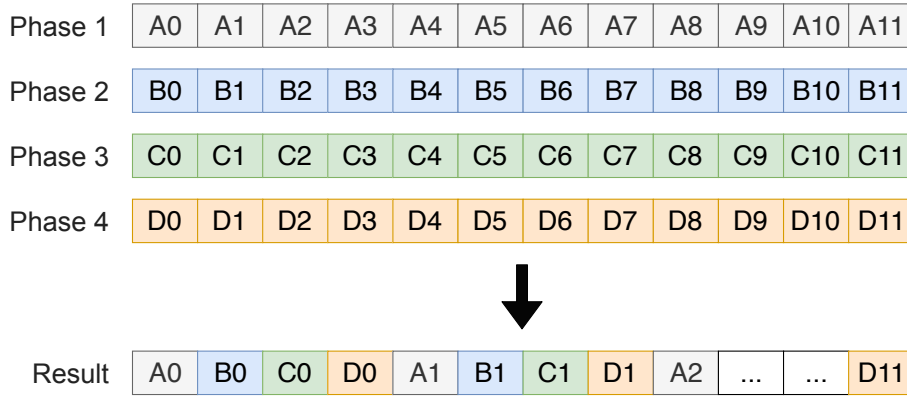 Phase 1 A0 A1 A2 A3 A4 A5 A6 A7 A8 A9 A10 A11
Phase 2 B0 B1 B2 B3 B4 B5 B6 B7 B8 B9 B10 B11
Phase 3 C0 C1 C2 C3 C4 C5 C6 C7 C8 C9 C10 C11
Phase 4 D0 D1 D2 D3 D4 D5 D6 D7 D8 D9 D10 D11
Result A0 B0 C0 D0 A1 B1 C1 D1 A2 ... ... D11